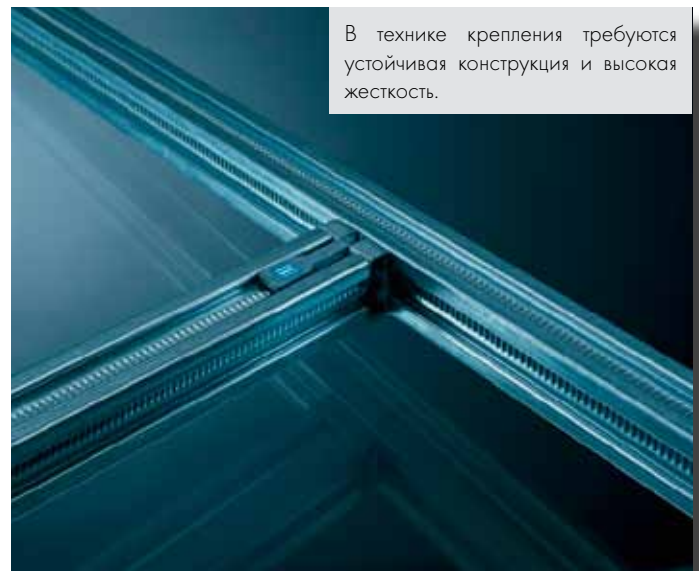 В технике крепления требуются
устойчивая конструкция и высокая
жесткость.